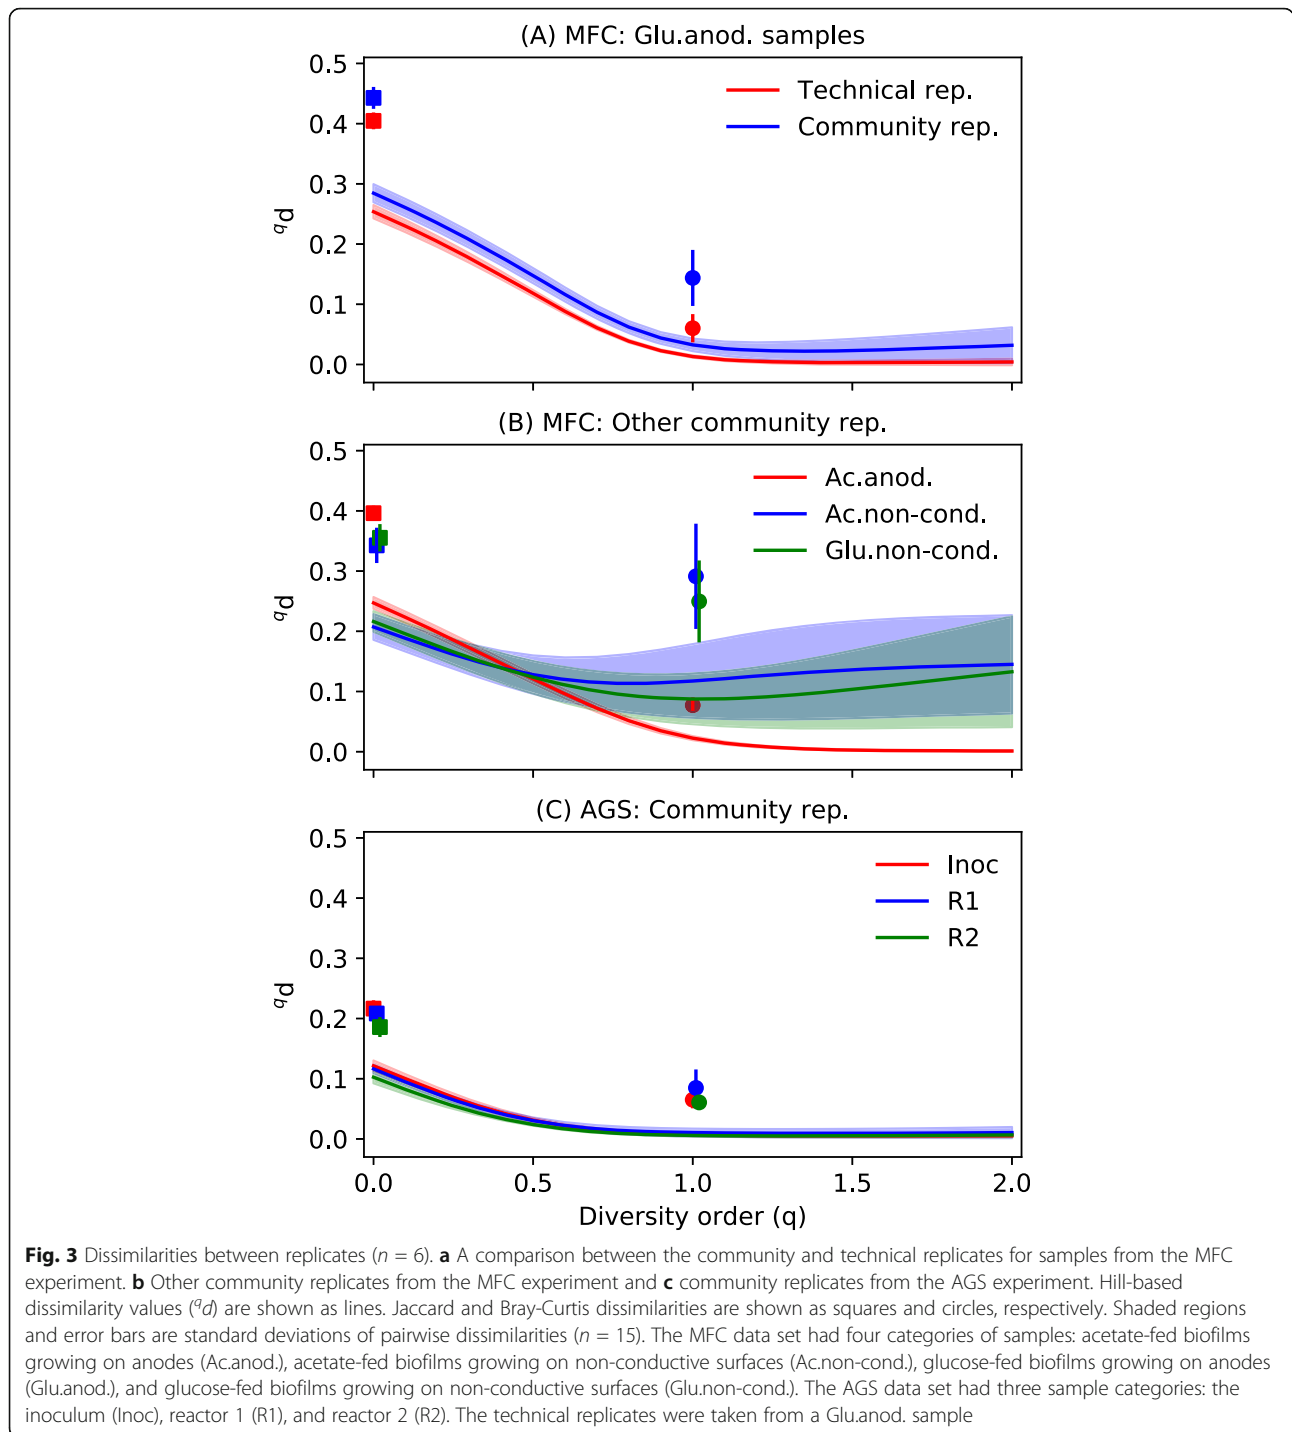 (A) MFC: Glu.anod. samples
0.5
0.4
0.3
0.2
0.1
0.0
qd
Technical rep.
Community rep.
(B) MFC: Other community rep.
0.5
0.4
0.3
0.2
0.1
0.0
qd
Ac.anod.
Ac.non-cond.
Glu.non-cond.
(C) AGS: Community rep.
0.5
0.4
0.3
0.2
0.1
0.0
qd
Inoc
R1
R2
0.0 0.5 1.0 1.5 2.0
Diversity order (q)
Fig. 3 Dissimilarities between replicates (n = 6). a A comparison between the community and technical replicates for samples from the MFC
experiment. b Other community replicates from the MFC experiment and c community replicates from the AGS experiment. Hill-based
dissimilarity values (qd) are shown as lines. Jaccard and Bray-Curtis dissimilarities are shown as squares and circles, respectively. Shaded regions
and error bars are standard deviations of pairwise dissimilarities (n = 15). The MFC data set had four categories of samples: acetate-fed biofilms
growing on anodes (Ac.anod.), acetate-fed biofilms growing on non-conductive surfaces (Ac.non-cond.), glucose-fed biofilms growing on anodes
(Glu.anod.), and glucose-fed biofilms growing on non-conductive surfaces (Glu.non-cond.). The AGS data set had three sample categories: the
inoculum (Inoc), reactor 1 (R1), and reactor 2 (R2). The technical replicates were taken from a Glu.anod. sample